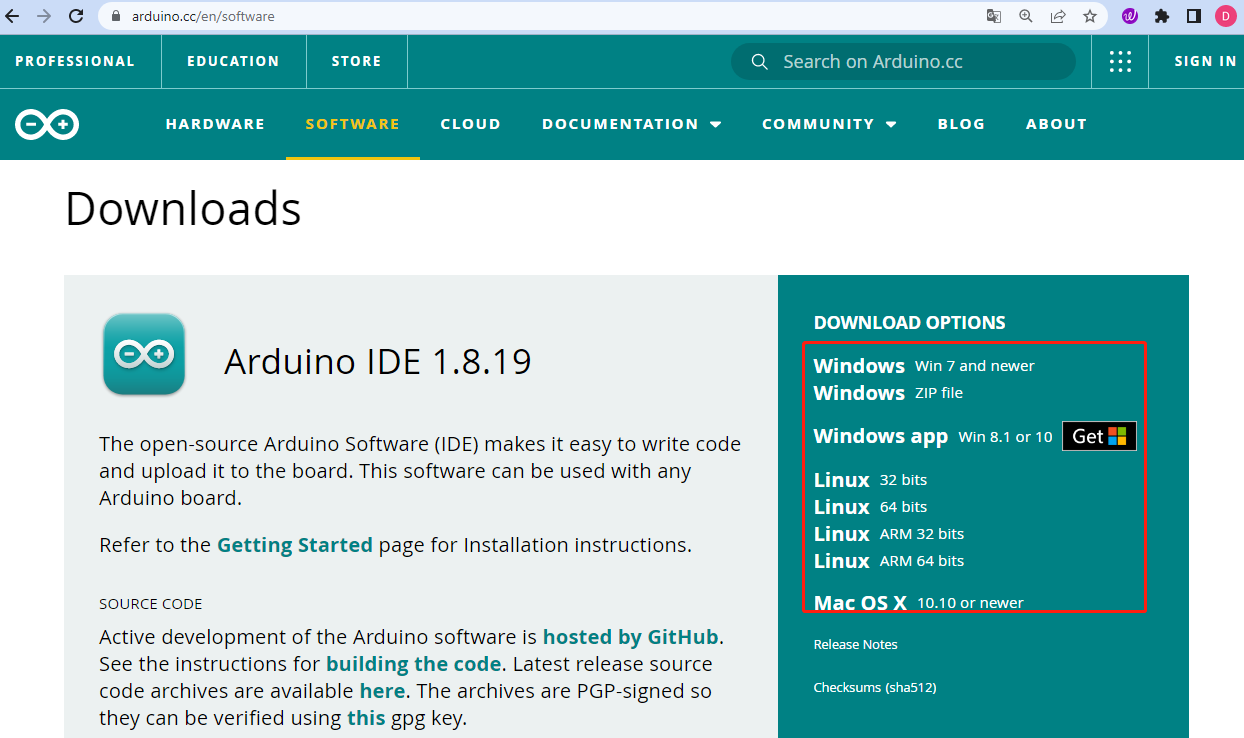 arduino.cc/en/software
D
PROFESSIONAL EDUCATION STORE Search on Arduino.cc SIGN IN
HARDWARE SOFTWARE CLOUD DOCUMENTATION COMMUNITY BLOG ABOUT
Downloads
Arduino IDE 1.8.19
The open-source Arduino Software (IDE) makes it easy to write code
and upload it to the board. This software can be used with any
Arduino board.
Refer to the Getting Started page for Installation instructions.
SOURCE CODE
Active development of the Arduino software is hosted by GitHub.
See the instructions for building the code. Latest release source
code archives are available here. The archives are PGP-signed so
they can be verified using this gpg key.
DOWNLOAD OPTIONS
Windows Win 7 and newer
Windows ZIP file
Windows app Win 8.1 or 10 Get
Linux 32 bits
Linux 64 bits
Linux ARM 32 bits
Linux ARM 64 bits
Mac OS X 10.10 or newer
Release Notes
Checksums (sha512)